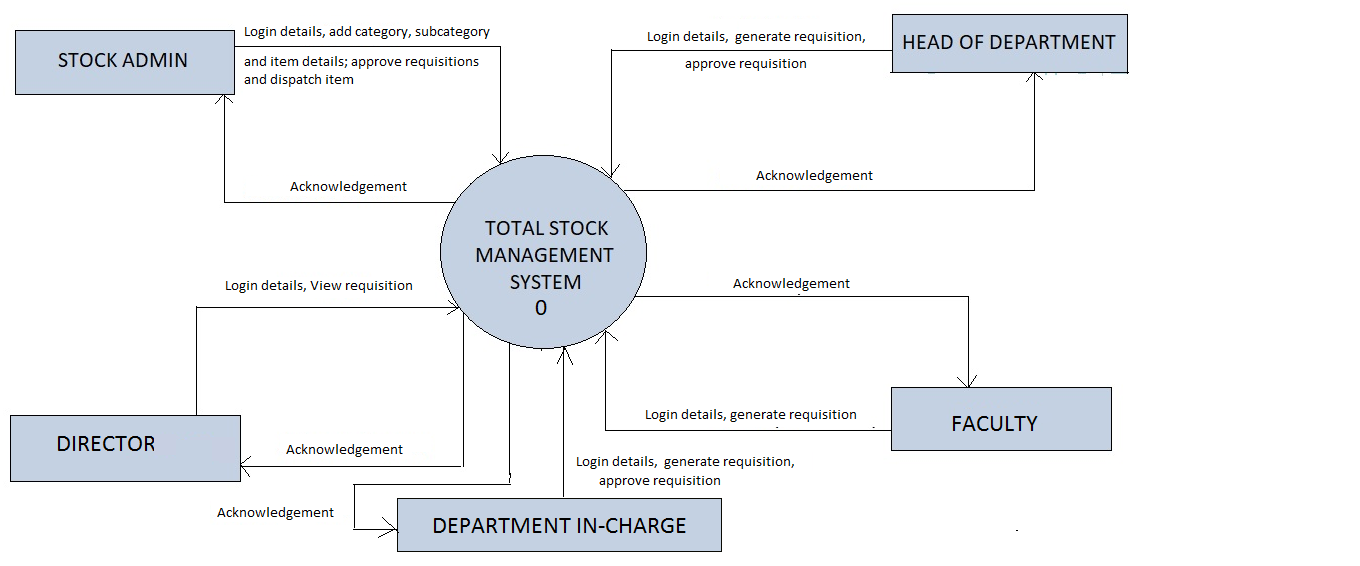 Login details, add category, subcategory
and item details; approve requisitions
and dispatch item
STOCK ADMIN
Login details, generate requisition,
approve requisition
HEAD OF DEPARTMENT
Acknowledgement
Acknowledgement
TOTAL STOCK
MANAGEMENT
SYSTEM
0
Login details, View requisition
Acknowledgement
Login details, generate requisition
FACULTY
DIRECTOR
Acknowledgement
Login details, generate requisition,
approve requisition
Acknowledgement
DEPARTMENT IN-CHARGE